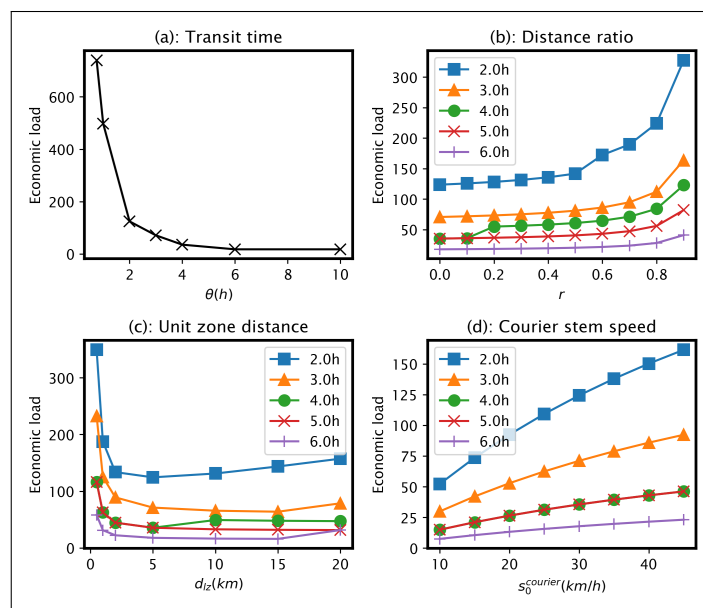 (a): Transit time
Economic load
600
400
200
0
2
4
6
8
10
θ(h)
(b): Distance ratio
Economic load
300
250
200
150
100
50
2.0h
3.0h
4.0h
5.0h
6.0h
0.0
0.2
0.4
0.6
0.8
r
(c): Unit zone distance
Economic load
300
200
100
0
2.0h
3.0h
4.0h
5.0h
6.0h
0
5
10
15
20
d_{lz}(km)
(d): Courier stem speed
Economic load
150
125
100
75
50
25
0
2.0h
3.0h
4.0h
5.0h
6.0h
10
20
30
40
s_0^{courier}(km/h)